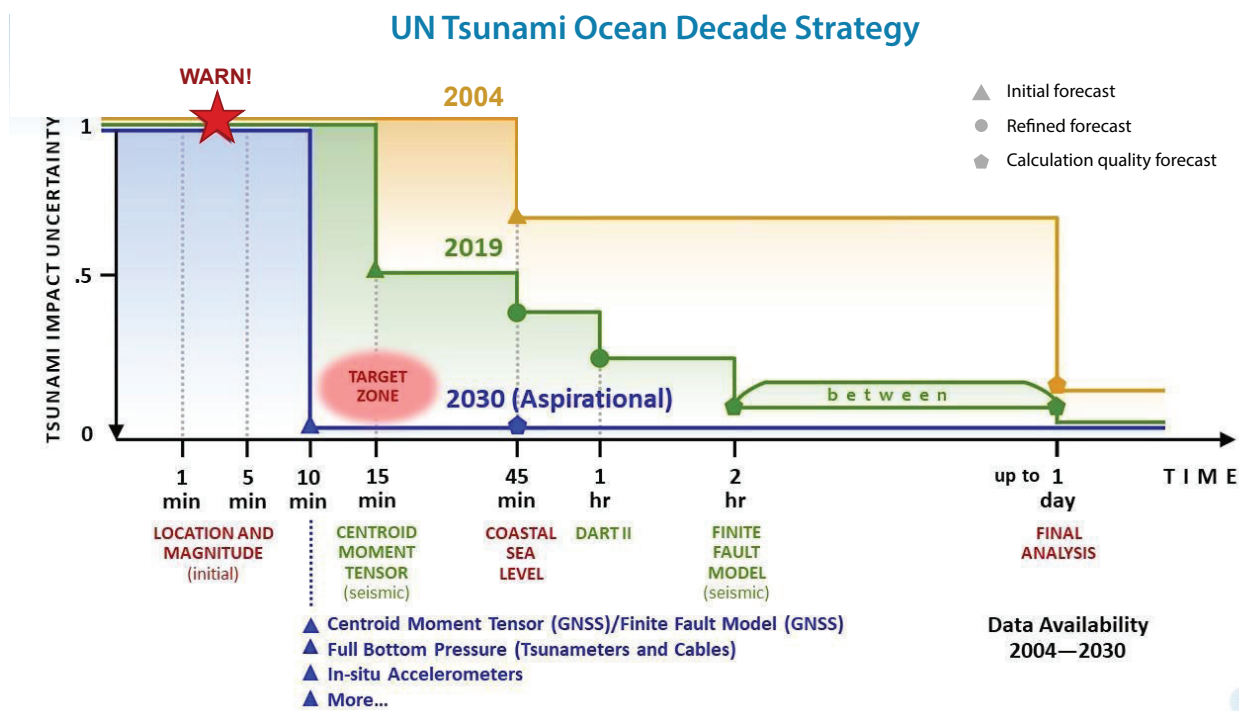 UN Tsunami Ocean Decade Strategy
WARN!
2004
Initial forecast
Refined forecast
Calculation quality forecast
TSUNAMI IMPACT UNCERTAINTY
1
.5
0
2019
TARGET
ZONE
2030 (Aspirational)
between
1
min
5
min
10
min
15
min
45
min
1
hr
2
hr
up to 1
day
TIME
LOCATION AND
MAGNITUDE
(initial)
CENTROID
MOMENT
TENSOR
(seismic)
COASTAL
SEA
LEVEL
DART II
FINITE
FAULT
MODEL
(seismic)
FINAL
ANALYSIS
Centroid Moment Tensor (GNSS)/Finite Fault Model (GNSS)
Full Bottom Pressure (Tsunameters and Cables)
In-situ Accelerometers
More...
Data Availability
2004—2030